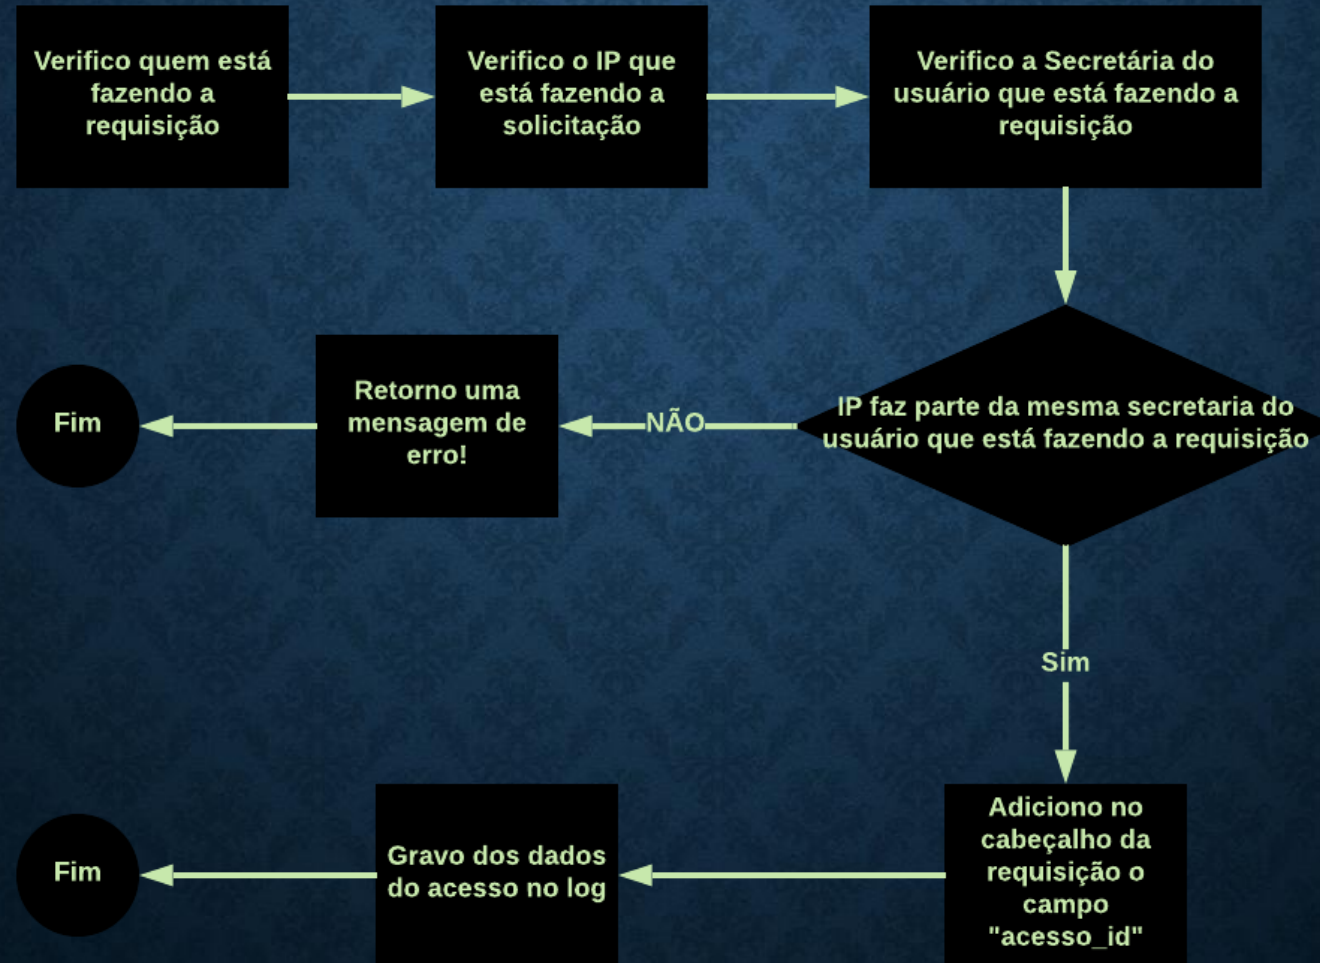 Verifico quem está
fazendo a
requisição
Verifico o IP que
está fazendo a
solicitação
Verifico a Secretária do
usuário que está fazendo a
requisição
IP faz parte da mesma secretaria do
usuário que está fazendo a requisição
NÃO
Retorno uma
mensagem de
erro!
Fim
Sim
Adiciono no
cabeçalho da
requisição o
campo
"acesso_id"
Gravo dos dados
do acesso no log
Fim